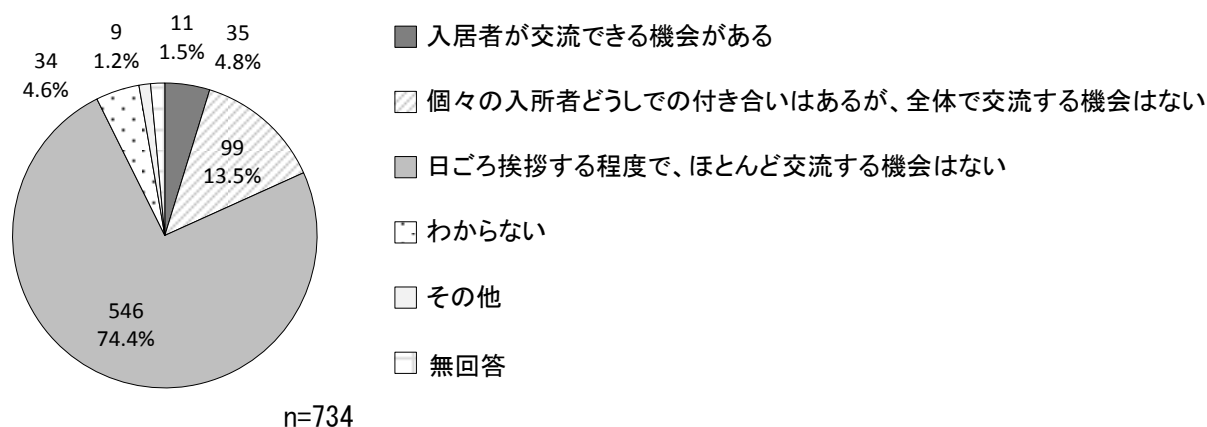 11
35
9
1.5%
4.8%
34
1.2%
4.6%
99
13.5%
546
74.4%
n=734
入居者が交流できる機会がある
個々の入所者どうしでの付き合いはあるが、全体で交流する機会はない
日ごろ挨拶する程度で、ほとんど交流する機会はない
わからない
その他
無回答